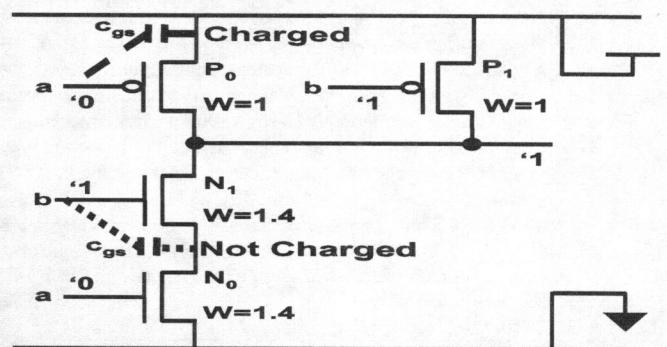 cgs Charged
a '0 P0
W=1
b '1 P1
W=1
'1
b '1 N1
W=1.4
cgs Not Charged
a '0 N0
W=1.4